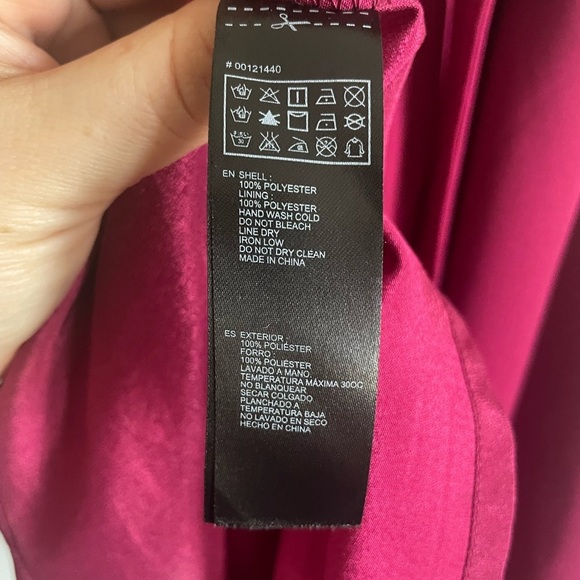 # 00121440
EN SHELL :
100% POLYESTER
LINING :
100% POLYESTER
HAND WASH COLD
DO NOT BLEACH
LINE DRY
IRON LOW
DO NOT DRY CLEAN
MADE IN CHINA
ES EXTERIOR :
100% POLIÉSTER
FORRO :
100% POLIÉSTER
LAVADO A MANO,
TEMPERATURA MÁXIMA 30OC
NO BLANQUEAR
SECAR COLGADO
PLANCHADO A
TEMPERATURA BAJA
NO LAVADO EN SECO
HECHO EN CHINA